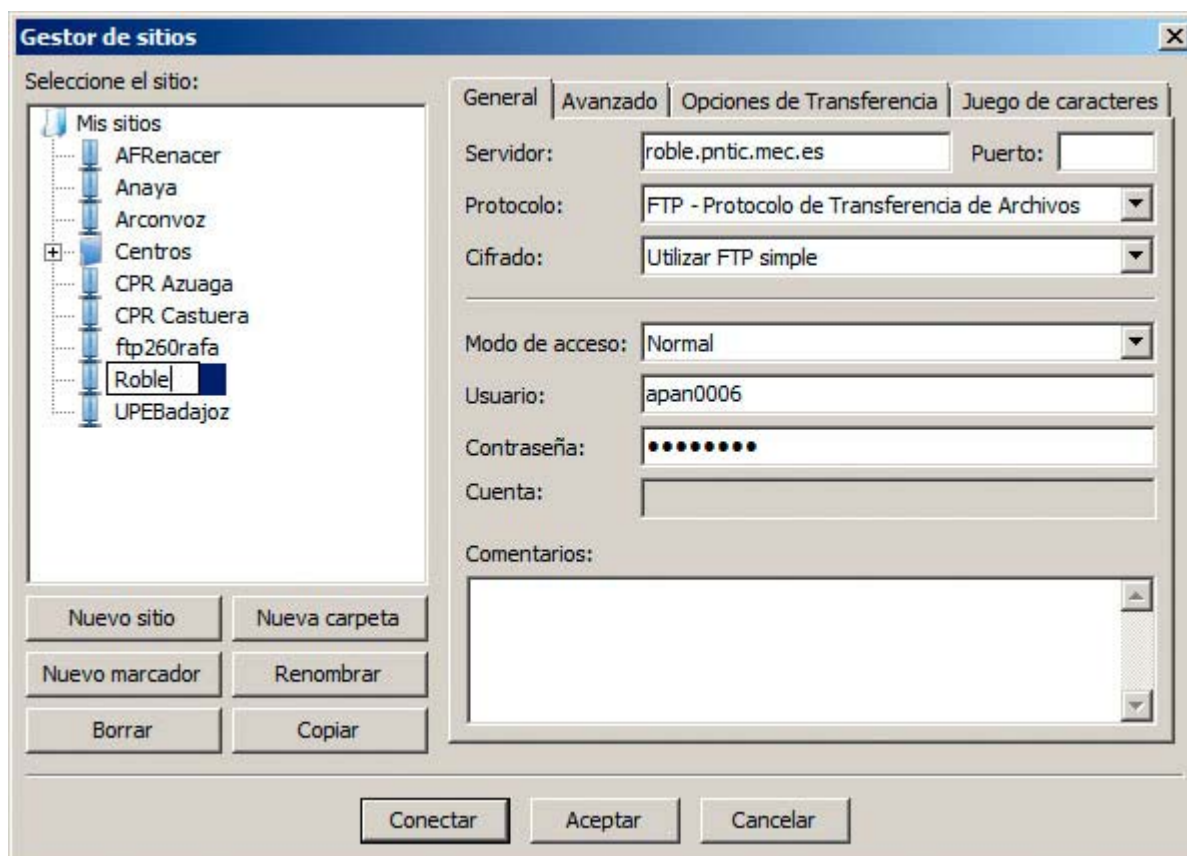 Gestor de sitios
Seleccione el sitio:
Mis sitios
AFRenacer
Anaya
Arconvoz
Centros
CPR Azuaga
CPR Castuera
ftp260rafa
Roble
UPEBadajoz
Nuevo sitio Nueva carpeta
Nuevo marcador Renombrar
Borrar Copiar
General Avanzado Opciones de Transferencia Juego de caracteres
Servidor: roble.pntic.mec.es Puerto:
Protocolo: FTP - Protocolo de Transferencia de Archivos
Cifrado: Utilizar FTP simple
Modo de acceso: Normal
Usuario: apan0006
Contraseña: ••••••••
Cuenta:
Comentarios:
Conectar Aceptar Cancelar